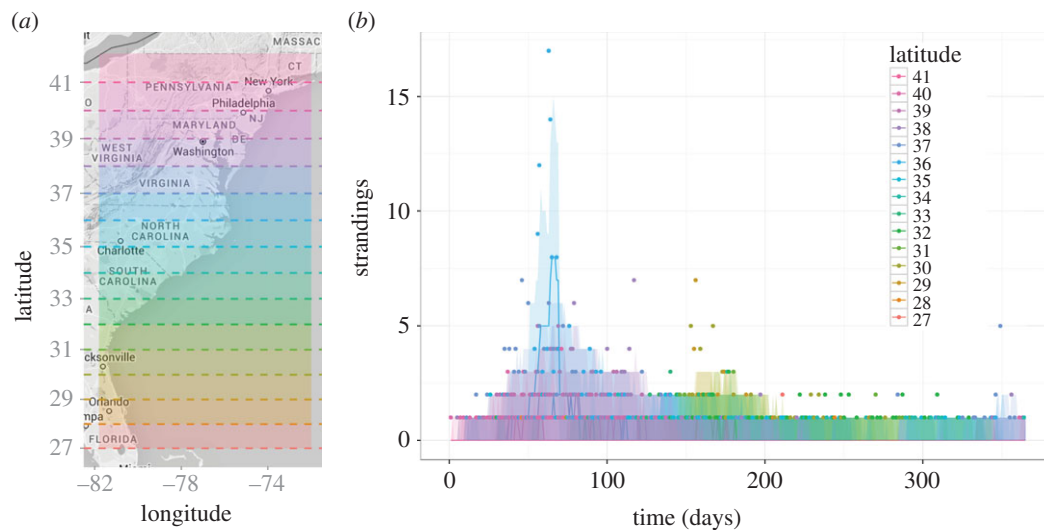 (a)
MASSAC
CT
41
New York
PENNSYLVANIA
O
Philadelphia
NJ
MARYLAND
39
DE
WEST
VIRGINIA
Washington
37
VIRGINIA
NORTH
CAROLINA
35
Charlotte
SOUTH
CAROLINA
33
A
31
cksonville
29
Orlando
mpa
FLORIDA
27
–82
–78
–74
latitude
longitude
(b)
15
10
5
0
strandings
0
100
200
300
time (days)
latitude
41
40
39
38
37
36
35
34
33
32
31
30
29
28
27